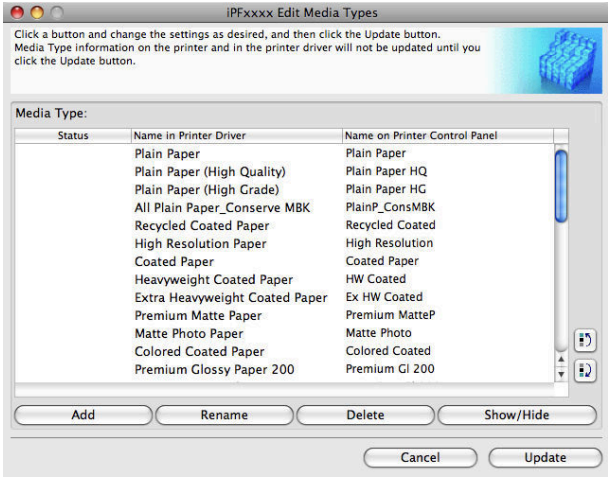 iPFxxxx Edit Media Types
Click a button and change the settings as desired, and then click the Update button.
Media Type information on the printer and in the printer driver will not be updated until you
click the Update button.
Media Type:
Status Name in Printer Driver Name on Printer Control Panel
Plain Paper Plain Paper
Plain Paper (High Quality) Plain Paper HQ
Plain Paper (High Grade) Plain Paper HG
All Plain Paper_Conserve MBK PlainP_ConsMBK
Recycled Coated Paper Recycled Coated
High Resolution Paper High Resolution
Coated Paper Coated Paper
Heavyweight Coated Paper HW Coated
Extra Heavyweight Coated Paper Ex HW Coated
Premium Matte Paper Premium MatteP
Matte Photo Paper Matte Photo
Colored Coated Paper Colored Coated
Premium Glossy Paper 200 Premium Gl 200
Add Rename Delete Show/Hide
Cancel Update